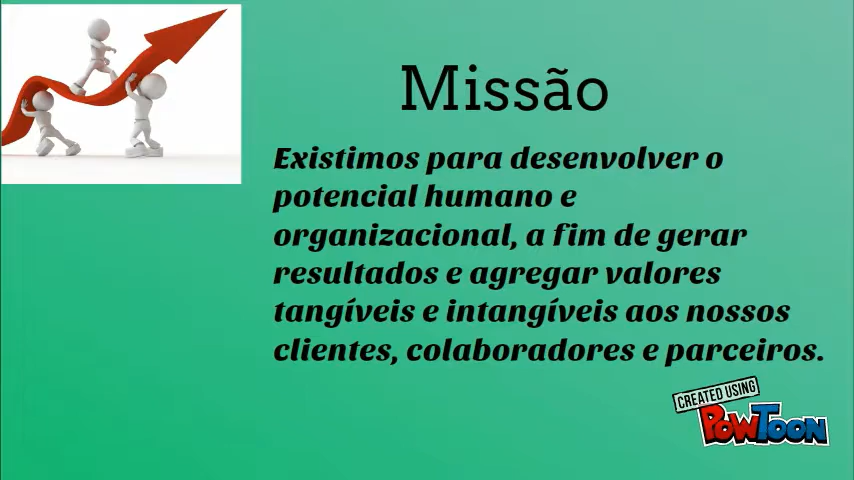 Missão
Existimos para desenvolver o
potencial humano e
organizacional, a fim de gerar
resultados e agregar valores
tangíveis e intangíveis aos nossos
clientes, colaboradores e parceiros.
CREATED USING
POWTOON